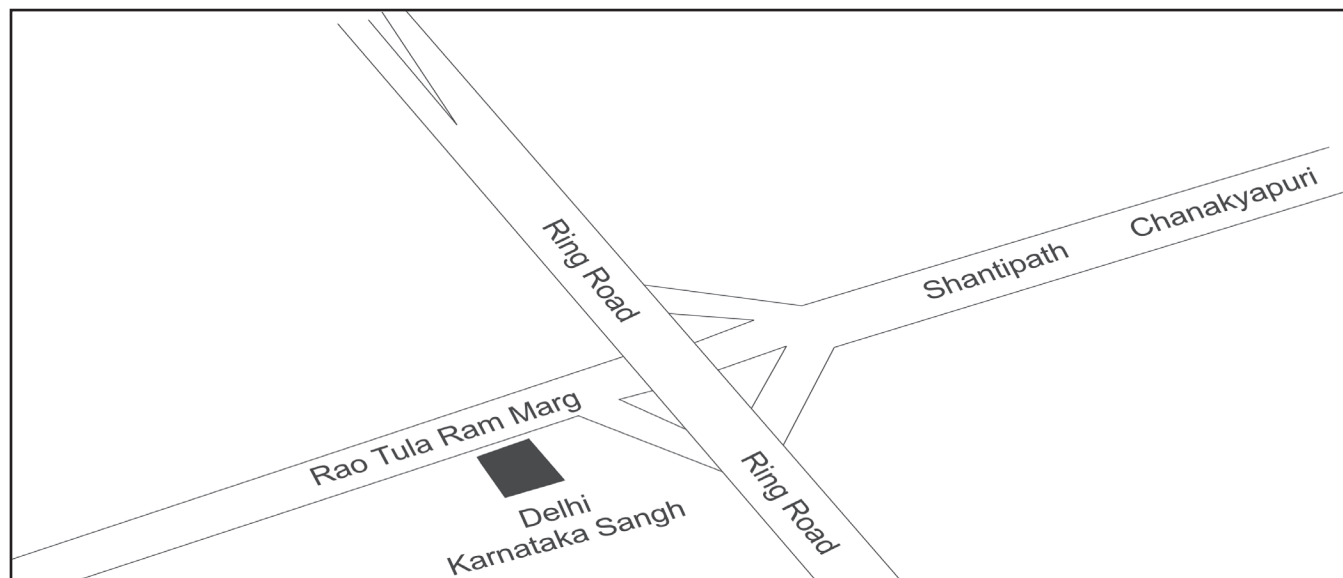 Ring Road
Chanakyapuri
Shantipath
Rao Tula Ram Marg
Ring Road
Delhi
Karnataka Sangh